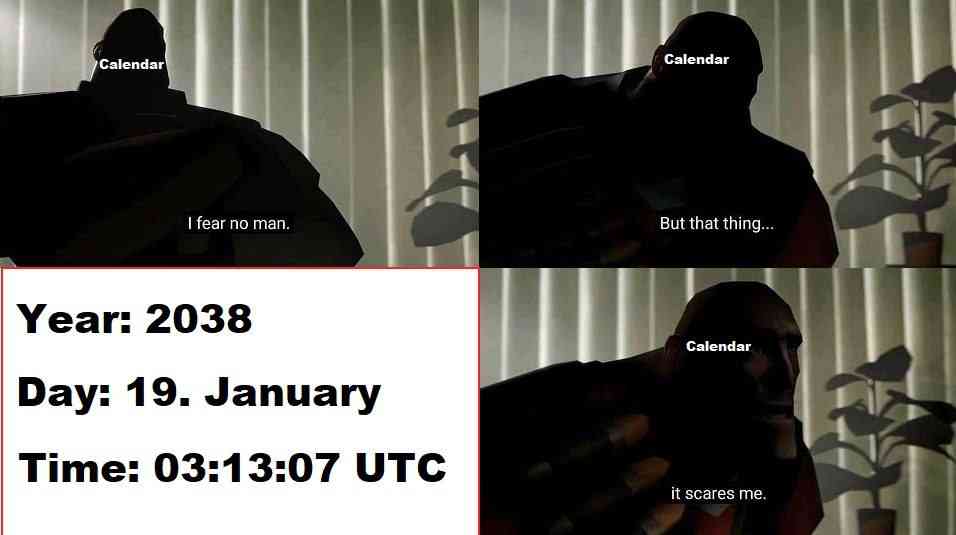 Calendar
I fear no man.
Calendar
But that thing...
Year: 2038
Day: 19. January
Time: 03:13:07 UTC
Calendar
it scares me.